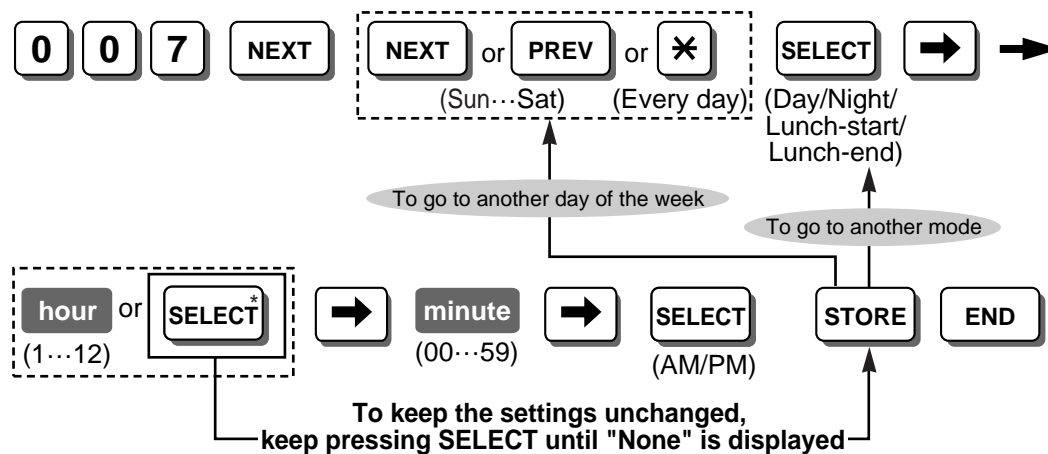 0 0 7 NEXT NEXT or PREV or ✳ SELECT
(Sun···Sat) (Every day) (Day/Night/
Lunch-start/
Lunch-end)
To go to another day of the week
To go to another mode
hour or SELECT* minute SELECT STORE END
(1···12) (00···59) (AM/PM)
To keep the settings unchanged,
keep pressing SELECT until "None" is displayed